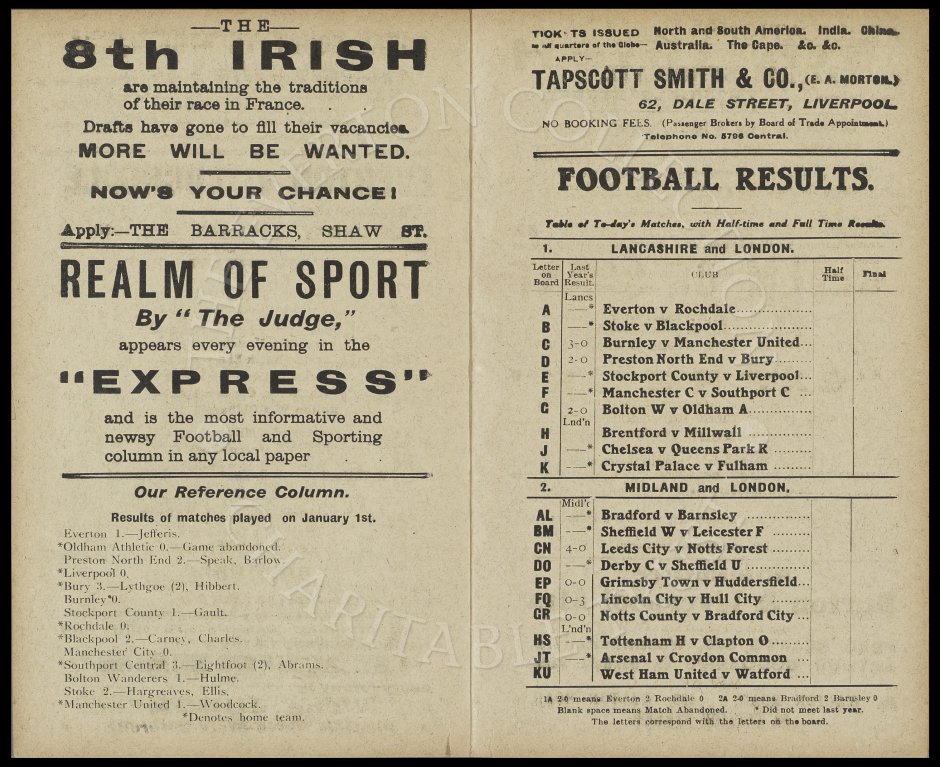 —THE—
8th IRISH
are maintaining the traditions
of their race in France.
Drafts have gone to fill their vacancies.
MORE WILL BE WANTED.
NOW'S YOUR CHANCE!
Apply:—THE BARRACKS, SHAW ST.
REALM OF SPORT
By "The Judge,"
appears every evening in the
"EXPRESS"
and is the most informative and
newsy Football and Sporting
column in any local paper
Our Reference Column.
Results of matches played on January 1st.
Everton 1.—Jefferis.
*Oldham Athletic 0.—Game abandoned.
Preston North End 2.—Speak, Barlow.
*Liverpool 0.
*Bury 3.—Lythgoe (2), Hibbert.
Burnley*0.
Stockport County 1.—Gault.
*Rochdale 0.
*Blackpool 2.—Carney, Charles.
Manchester City 0.
*Southport Central 3.—Lightfoot (2), Abrams.
Bolton Wanderers 1.—Hulme.
Stoke 2.—Hargreaves, Ellis.
*Manchester United 1.—Woodcock.
*Denotes home team.
TICK TS ISSUED North and South America. India. China.
to all quarters of the Globe— Australia. The Cape. &c. &c.
APPLY—
TAPSCOTT SMITH & CO., (E. A. MORTON.)
62, DALE STREET, LIVERPOOL.
NO BOOKING FEES. (Passenger Brokers by Board of Trade Appointment.)
Telephone No. 5796 Central.
FOOTBALL RESULTS.
Table of To-day's Matches, with Half-time and Full Time Results.
1. LANCASHIRE and LONDON.
Letter on Board Last Year's Result. CLUB Half Time Final
Lancs
A —* Everton v Rochdale..................
B —* Stoke v Blackpool.....................
C 3-0 Burnley v Manchester United...
D 2-0 Preston North End v Bury.........
E —* Stockport County v Liverpool...
F —* Manchester C v Southport C ...
G 2-0 Bolton W v Oldham A...............
Lnd'n
H Brentford v Millwall ...............
J —* Chelsea v Queens Park R .........
K —* Crystal Palace v Fulham .........
2. MIDLAND and LONDON.
Midl'd
AL —* Bradford v Barnsley ...............
BM —* Sheffield W v Leicester F .........
CN 4-0 Leeds City v Notts Forest .........
DO —* Derby C v Sheffield U ............
EP 0-0 Grimsby Town v Huddersfield...
FQ 0-3 Lincoln City v Hull City .........
GR 0-0 Notts County v Bradford City ...
L'nd'n
HS —* Tottenham H v Clapton O.........
JT —* Arsenal v Croydon Common ...
KU West Ham United v Watford ...
1A 2-0 means Everton 2 Rochdale 0 2A 2-0 means Bradford 2 Barnsley 0
Blank space means Match Abandoned. * Did not meet last year.
The letters correspond with the letters on the board.